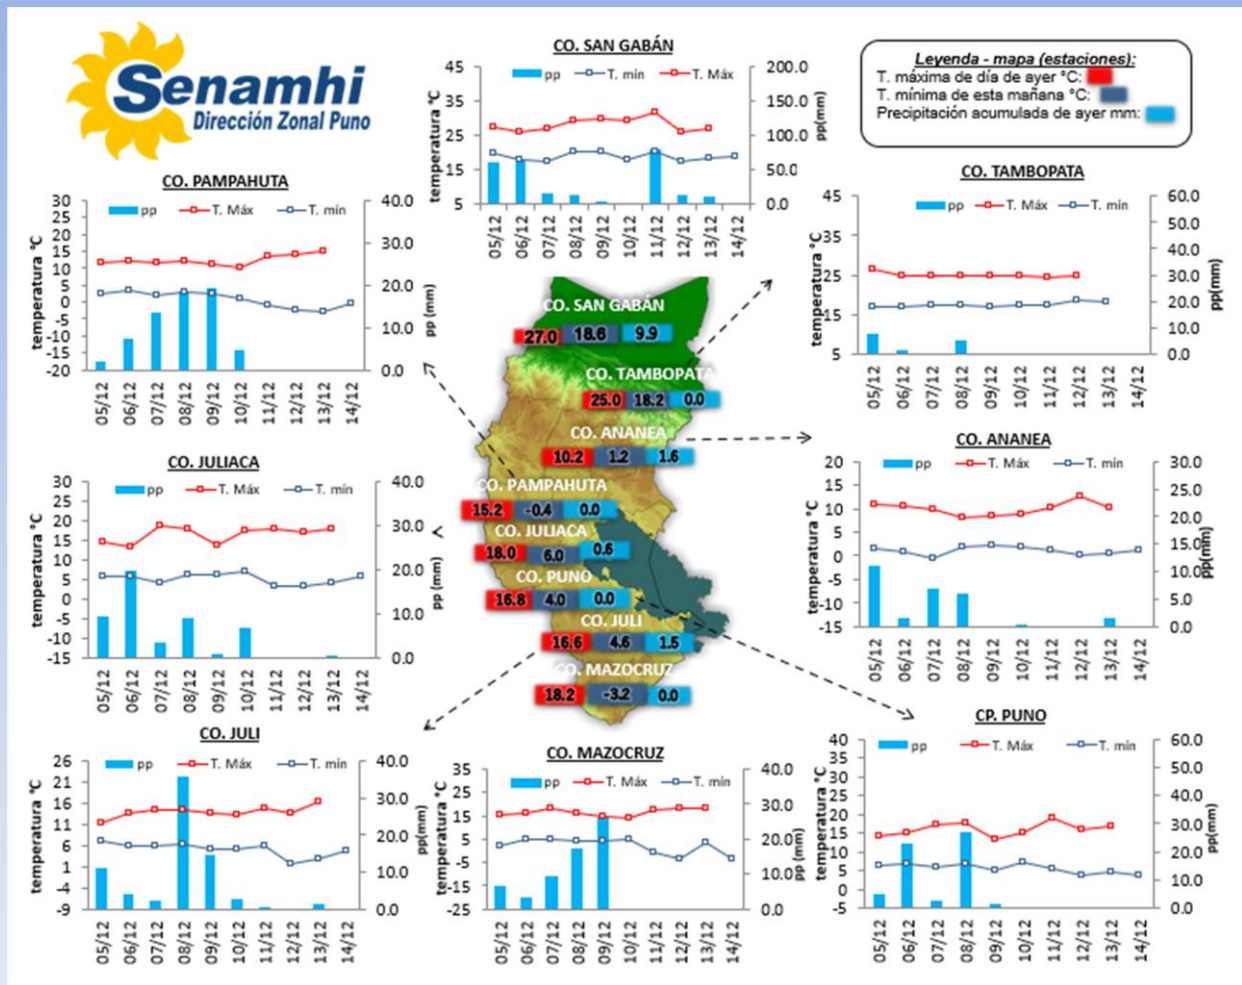 Senamhi
Dirección Zonal Puno
Leyenda - mapa (estaciones):
T. máxima de día de ayer °C:
T. mínima de esta mañana °C:
Precipitación acumulada de ayer mm:
CO. SAN GABÁN
pp T. mín T. Máx
temperatura °C
45
35
25
15
5
200.0
150.0
100.0
50.0
0.0
pp(mm)
05/12 06/12 07/12 08/12 09/12 10/12 11/12 12/12 13/12 14/12
CO. PAMPAHUTA
pp T. Máx T. mín
temperatura °C
30
25
20
15
10
5
0
-5
-10
-15
-20
40.0
30.0
20.0
10.0
0.0
pp (mm)
05/12 06/12 07/12 08/12 09/12 10/12 11/12 12/12 13/12 14/12
CO. TAMBOPATA
pp T. Máx T. mín
temperatura °C
45
35
25
15
5
60.0
50.0
40.0
30.0
20.0
10.0
0.0
pp(mm)
05/12 06/12 07/12 08/12 09/12 10/12 11/12 12/12 13/12 14/12
CO. SAN GABÁN
27.0 18.6 9.9
CO. TAMBOPATA
25.0 18.2 0.0
CO. ANANEA
10.2 1.2 1.6
CO. PAMPAHUTA
15.2 -0.4 0.0
CO. JULIACA
18.0 6.0 0.6
CO. PUNO
16.8 4.0 0.0
CO. JULI
16.6 4.6 1.5
CO. MAZOCRUZ
18.2 -3.2 0.0
CO. JULIACA
pp T. Máx T. mín
temperatura °C
30
25
20
15
10
5
0
-5
-10
-15
40.0
30.0
20.0
10.0
0.0
pp (mm)
05/12 06/12 07/12 08/12 09/12 10/12 11/12 12/12 13/12 14/12
CO. ANANEA
pp T. Máx T. mín
temperatura °C
20
15
10
5
0
-5
-10
-15
30.0
25.0
20.0
15.0
10.0
5.0
0.0
pp(mm)
05/12 06/12 07/12 08/12 09/12 10/12 11/12 12/12 13/12 14/12
CO. JULI
pp T. Máx T. mín
temperatura °C
26
21
16
11
6
1
-4
-9
40.0
30.0
20.0
10.0
0.0
pp(mm)
05/12 06/12 07/12 08/12 09/12 10/12 11/12 12/12 13/12 14/12
CO. MAZOCRUZ
pp T. Máx T. mín
temperatura °C
35
25
15
5
-5
-15
-25
40.0
30.0
20.0
10.0
0.0
pp (mm)
05/12 06/12 07/12 08/12 09/12 10/12 11/12 12/12 13/12 14/12
CP. PUNO
pp T. Máx T. mín
temperatura °C
40
35
30
25
20
15
10
5
0
-5
60.0
50.0
40.0
30.0
20.0
10.0
0.0
pp(mm)
05/12 06/12 07/12 08/12 09/12 10/12 11/12 12/12 13/12 14/12